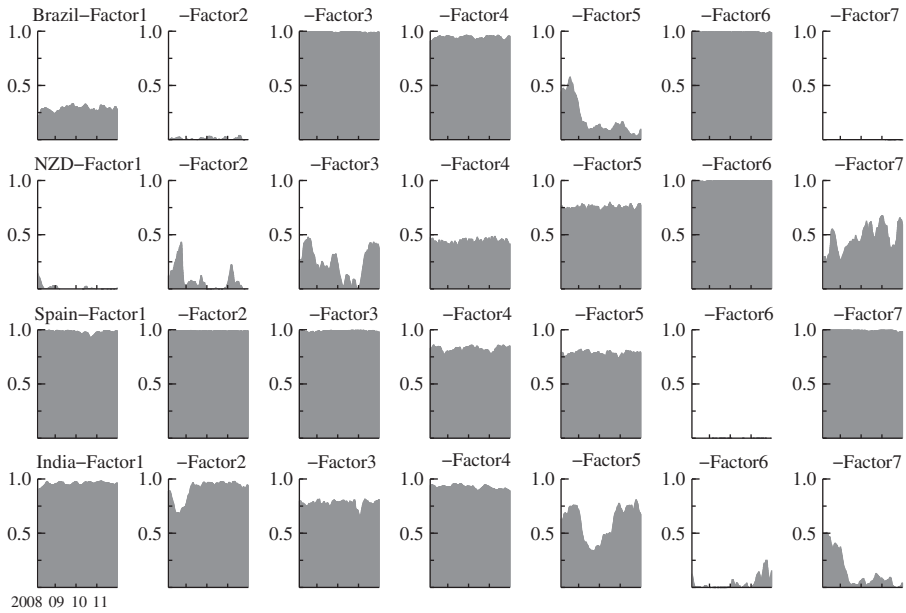 Brazil−Factor1 −Factor2 −Factor3 −Factor4 −Factor5 −Factor6 −Factor7
1.0 1.0 1.0 1.0 1.0 1.0 1.0
0.5 0.5 0.5 0.5 0.5 0.5 0.5
NZD−Factor1 −Factor2 −Factor3 −Factor4 −Factor5 −Factor6 −Factor7
1.0 1.0 1.0 1.0 1.0 1.0 1.0
0.5 0.5 0.5 0.5 0.5 0.5 0.5
Spain−Factor1 −Factor2 −Factor3 −Factor4 −Factor5 −Factor6 −Factor7
1.0 1.0 1.0 1.0 1.0 1.0 1.0
0.5 0.5 0.5 0.5 0.5 0.5 0.5
India−Factor1 −Factor2 −Factor3 −Factor4 −Factor5 −Factor6 −Factor7
1.0 1.0 1.0 1.0 1.0 1.0 1.0
0.5 0.5 0.5 0.5 0.5 0.5 0.5
2008 09 10 11